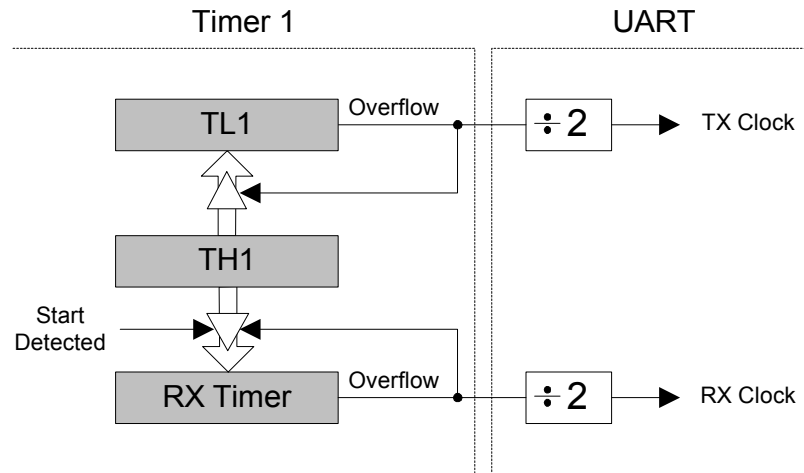 Timer 1
UART
TL1
Overflow
÷ 2
TX Clock
TH1
Start
Detected
RX Timer
Overflow
÷ 2
RX Clock